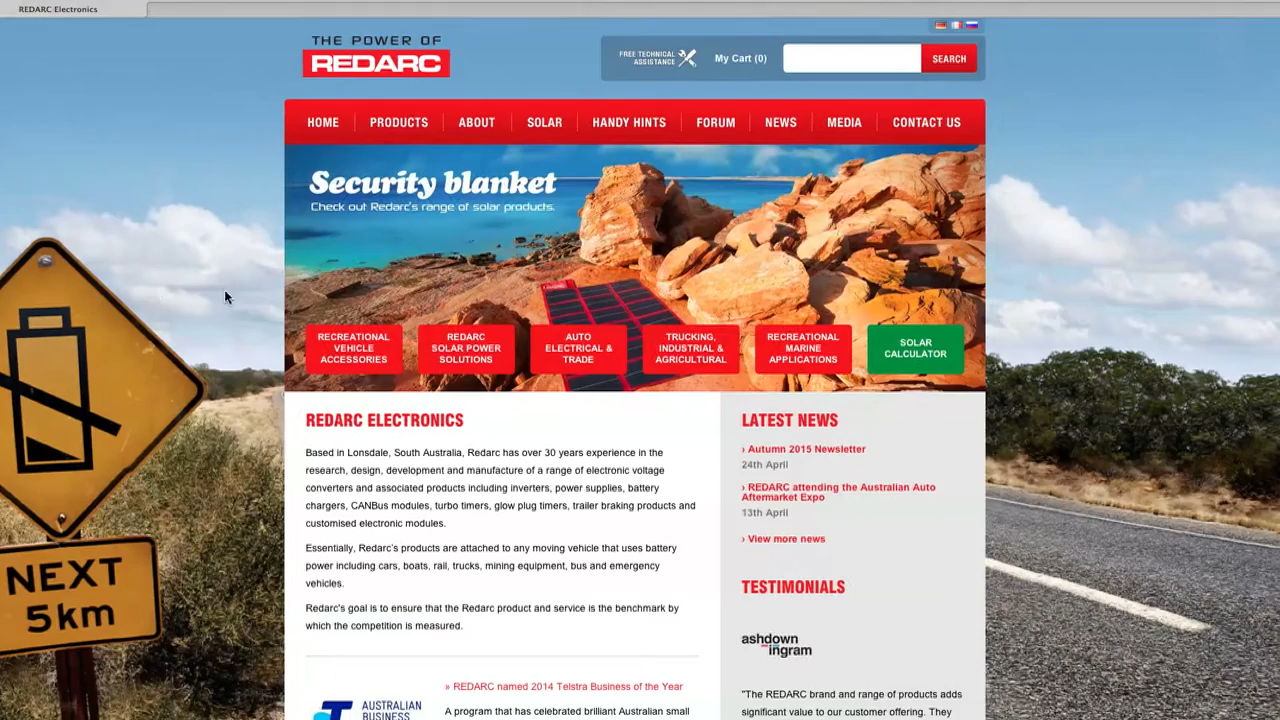 REDARC Electronics
THE POWER OF
REDARC
FREE TECHNICAL
ASSISTANCE
My Cart (0)
SEARCH
HOME
PRODUCTS
ABOUT
SOLAR
HANDY HINTS
FORUM
NEWS
MEDIA
CONTACT US
Security blanket
Check out Redarc's range of solar products.
RECREATIONAL
VEHICLE
ACCESSORIES
REDARC
SOLAR POWER
SOLUTIONS
AUTO
ELECTRICAL &
TRADE
TRUCKING,
INDUSTRIAL &
AGRICULTURAL
RECREATIONAL
MARINE
APPLICATIONS
SOLAR
CALCULATOR
NEXT
5km
REDARC ELECTRONICS
Based in Lonsdale, South Australia, Redarc has over 30 years experience in the
research, design, development and manufacture of a range of electronic voltage
converters and associated products including inverters, power supplies, battery
chargers, CANBus modules, turbo timers, glow plug timers, trailer braking products and
customised electronic modules.
Essentially, Redarc's products are attached to any moving vehicle that uses battery
power including cars, boats, rail, trucks, mining equipment, bus and emergency
vehicles.
Redarc's goal is to ensure that the Redarc product and service is the benchmark by
which the competition is measured.
AUSTRALIAN
BUSINESS
» REDARC named 2014 Telstra Business of the Year
A program that has celebrated brilliant Australian small
LATEST NEWS
› Autumn 2015 Newsletter
24th April
› REDARC attending the Australian Auto
Aftermarket Expo
13th April
› View more news
TESTIMONIALS
ashdown
ingram
"The REDARC brand and range of products adds
significant value to our customer offering. They